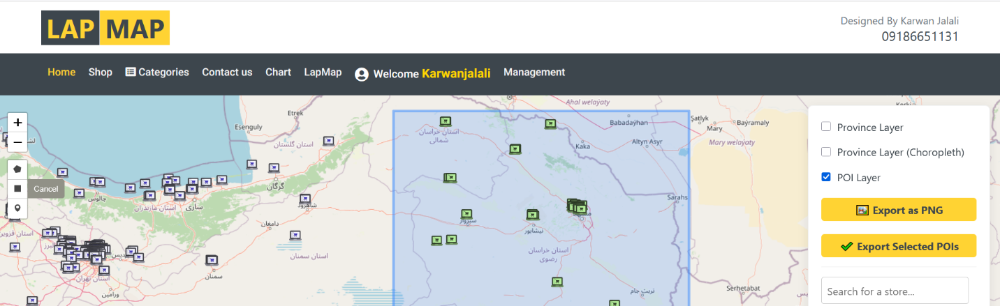 LAP MAP
Designed By Karwan Jalali
09186651131
Home Shop Categories Contact us Chart LapMap Welcome Karwanjalali Management
+
−
Cancel
Etrek
Esenguly
استان گلستان
گرگان
چالوس
استان مازندران
ساری
شاهرود
دامغان
استان سمنان
سمنان
استان تهران
ورامین
استان خراسان
شمالی
سبزوار
نیشابور
استان خراسان
رضوی
تربت جام
Ahal welaýaty
Babadaýhan
Kaka
Altyn Asyr
Sarahs
Şatlyk
Mary
Baýramaly
Mary welaýaty
Serhetabat
Province Layer
Province Layer (Choropleth)
POI Layer
Export as PNG
Export Selected POIs
Search for a store...